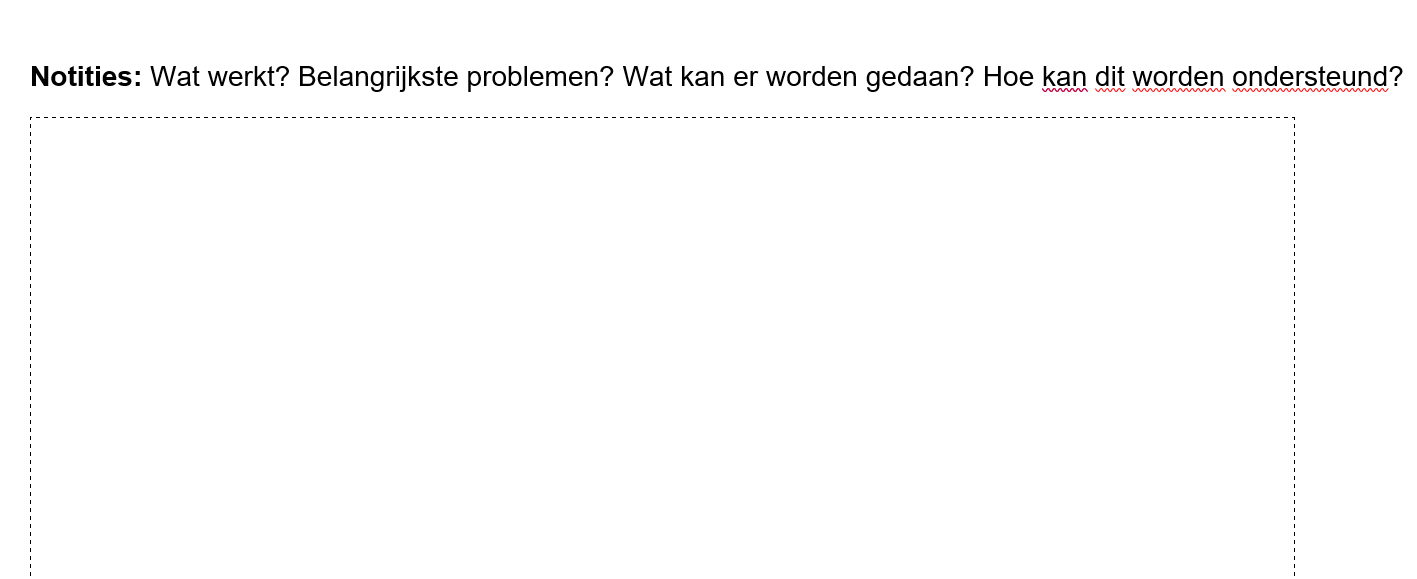 Notities: Wat werkt? Belangrijkste problemen? Wat kan er worden gedaan? Hoe kan dit worden ondersteund?